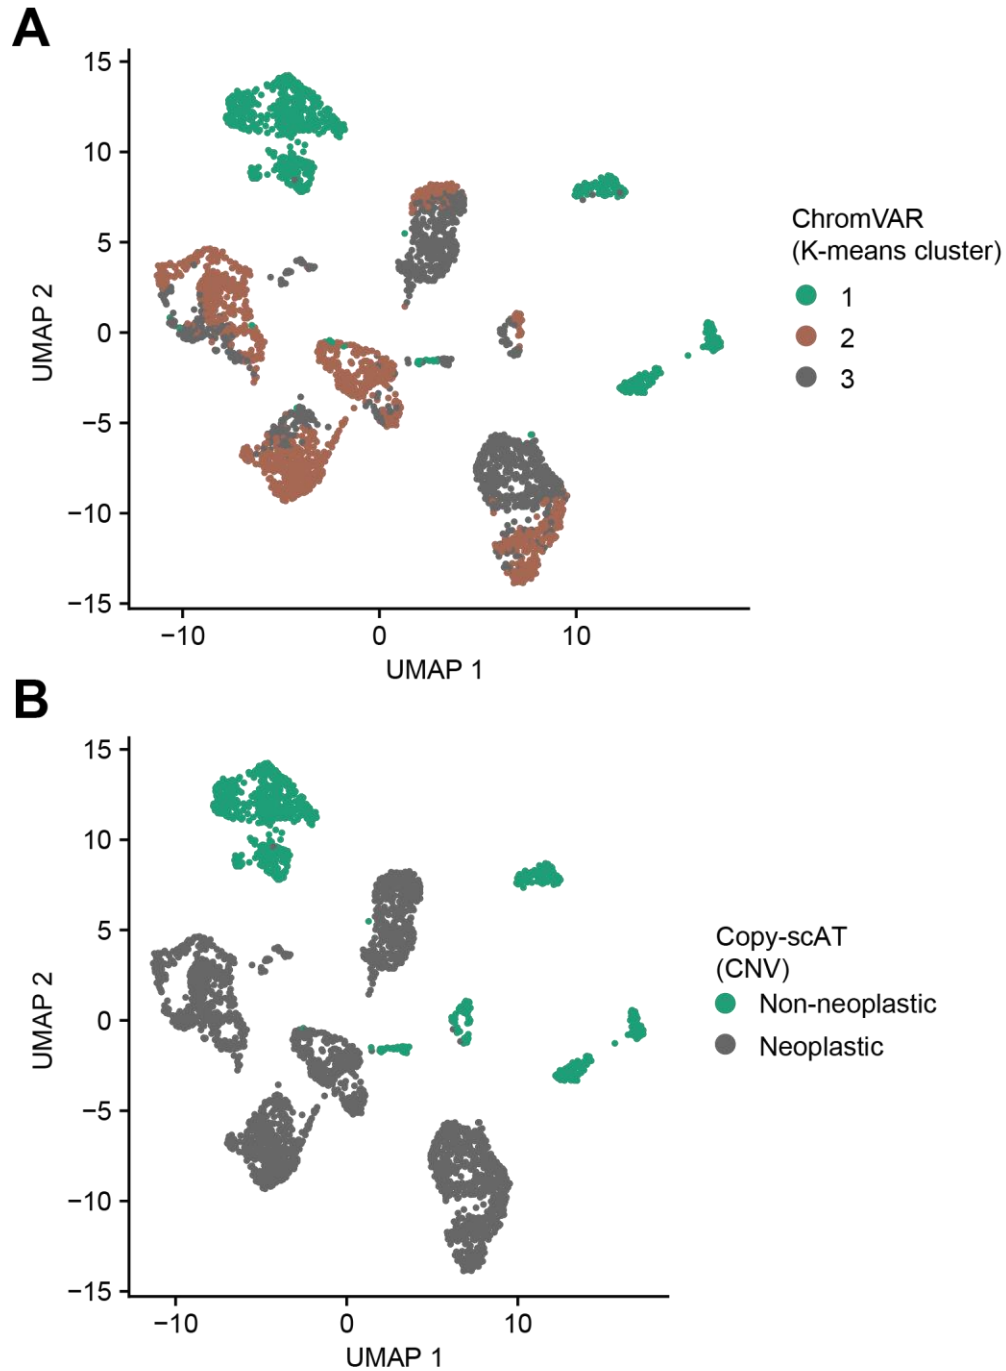 A
15
10
5
0
−5
−10
−15
UMAP 2
−10
0
10
UMAP 1
ChromVAR
(K-means cluster)
1
2
3
B
15
10
5
0
−5
−10
−15
UMAP 2
−10
0
10
UMAP 1
Copy-scAT
(CNV)
Non-neoplastic
Neoplastic